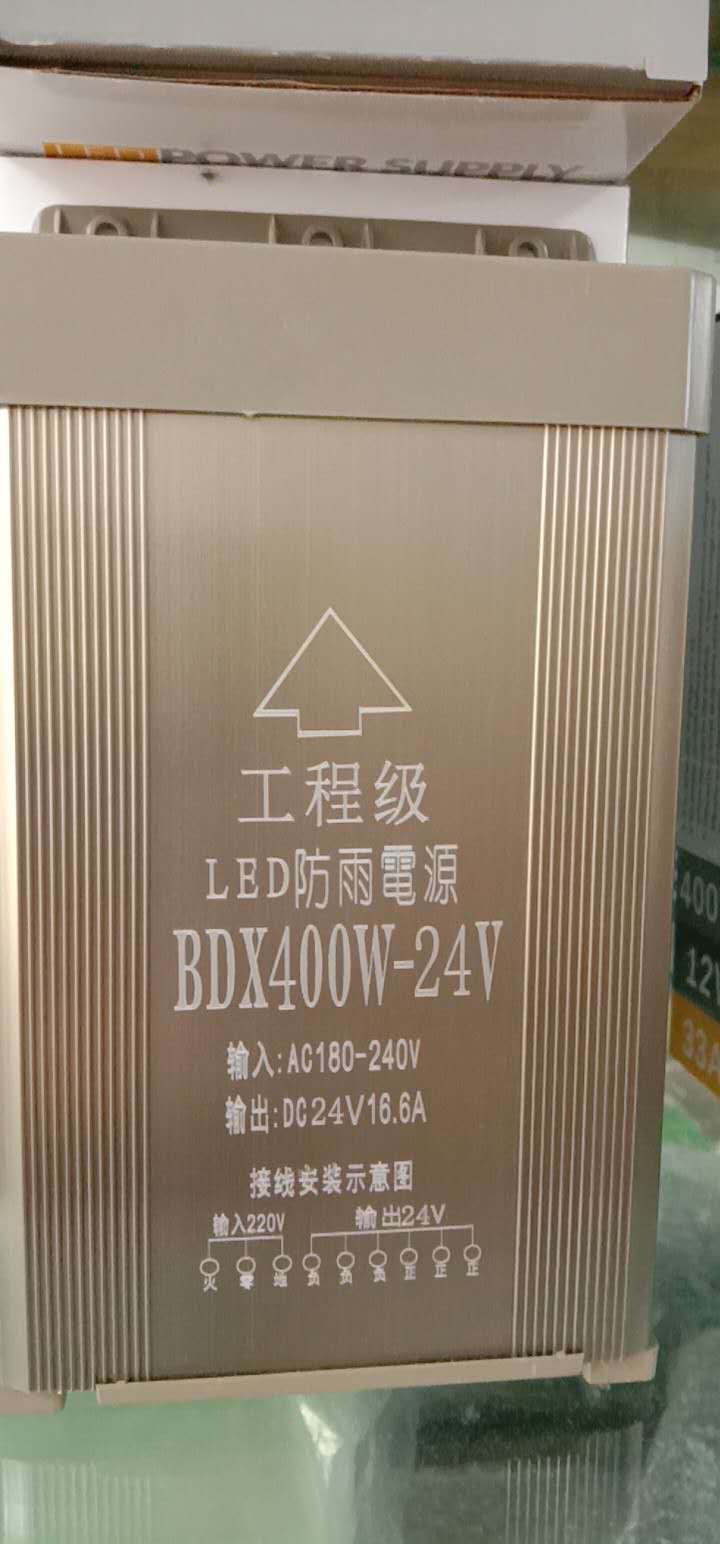 LED POWER SUPPLY
工程级
LED防雨電源
BDX400W-24V
输入:AC180-240V
输出:DC24V16.6A
接线安装示意图
输入220V 输出24V
火 零 地 负 负 负 正 正 正
400
12V
33A